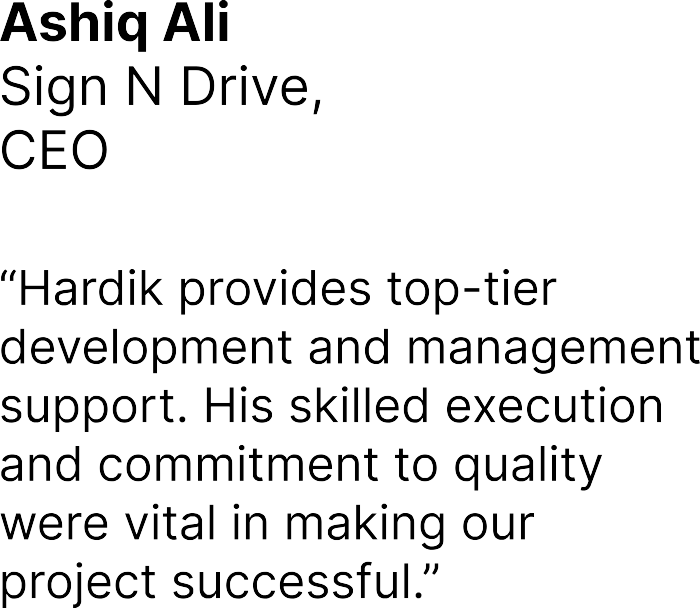 Ashiq Ali
Sign N Drive,
CEO
“Hardik provides top-tier
development and management
support. His skilled execution
and commitment to quality
were vital in making our
project successful.”